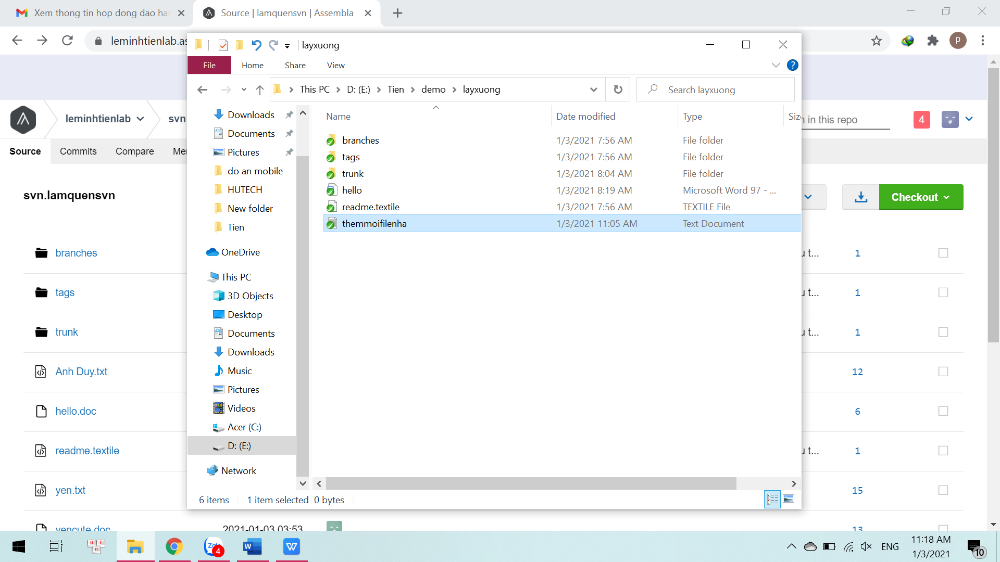 Xem thong tin hop dong dao har
Source | lamquensvn | Assembla
leminhtienlab.as
p
layxuong
File Home Share View
This PC D: (E:) Tien demo layxuong
Search layxuong
Name Date modified Type Siz
branches 1/3/2021 7:56 AM File folder
tags 1/3/2021 7:56 AM File folder
trunk 1/3/2021 8:04 AM File folder
hello 1/3/2021 8:19 AM Microsoft Word 97 - ...
readme.textile 1/3/2021 7:56 AM TEXTILE File
themmoifilenha 1/3/2021 11:05 AM Text Document
Downloads
Documents
Pictures
do an mobile
HUTECH
New folder
Tien
OneDrive
This PC
3D Objects
Desktop
Documents
Downloads
Music
Pictures
Videos
Acer (C:)
D: (E:)
Network
6 items 1 item selected 0 bytes
leminhtienlab svn
in this repo
4
Source Commits Compare Mer
svn.lamquensvn
Checkout
branches u t... 1
tags u t... 1
trunk u t... 1
Anh Duy.txt 12
hello.doc 6
readme.textile u t... 1
yen.txt 15
yencute.doc 2021-01-03 03:53 13
4
ENG
11:18 AM
1/3/2021
10